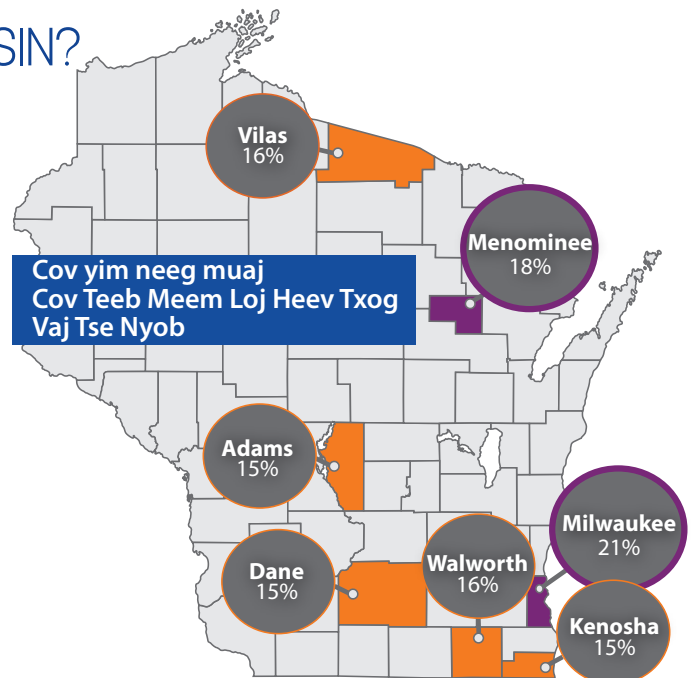 SIN?
Vilas
16%
Menominee
18%
Cov yim neeg muaj
Cov Teeb Meem Loj Heev Txog
Vaj Tse Nyob
Adams
15%
Milwaukee
21%
Walworth
16%
Dane
15%
Kenosha
15%